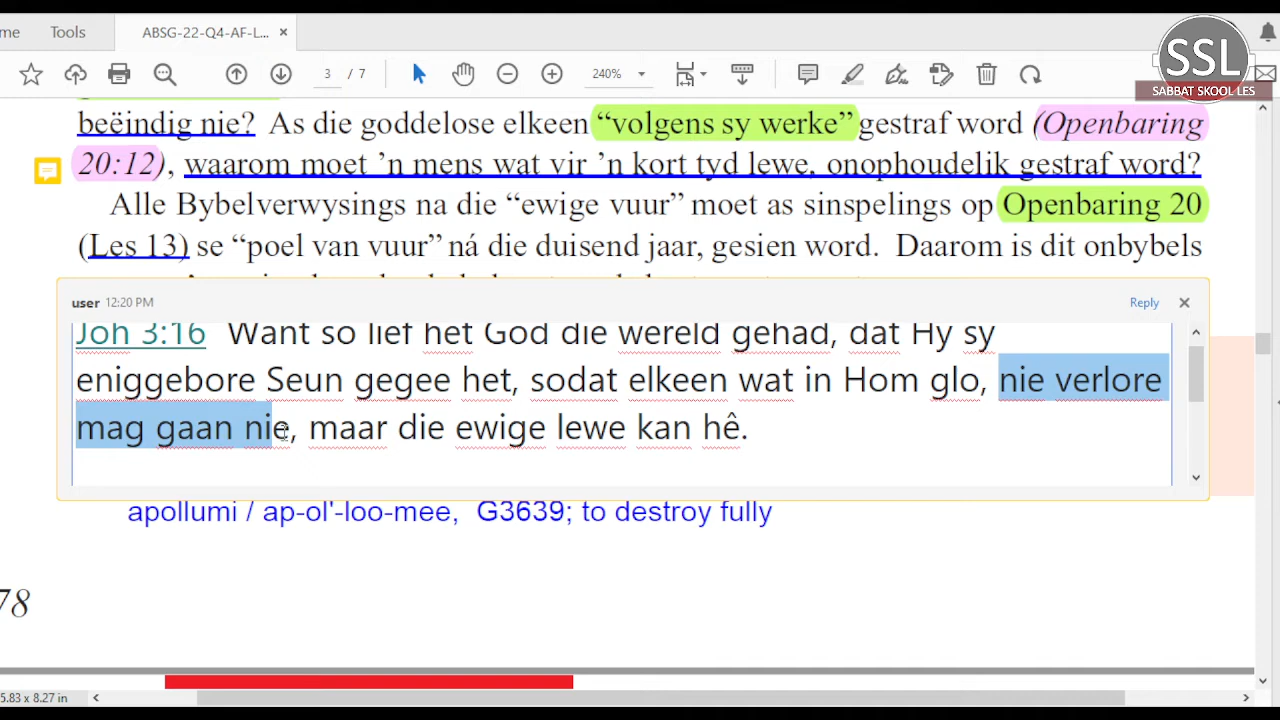 me Tools ABSG-22-Q4-AF-L... ×
SSL
SABBAT SKOOL LES
3 / 7 240%
beëindig nie? As die goddelose elkeen “volgens sy werke” gestraf word (Openbaring
20:12), waarom moet ’n mens wat vir ’n kort tyd lewe, onophoudelik gestraf word?
Alle Bybelverwysings na die “ewige vuur” moet as sinspelings op Openbaring 20
(Les 13) se “poel van vuur” ná die duisend jaar, gesien word. Daarom is dit onbybels
user 12:20 PM Reply
Joh 3:16 Want so lief het God die wereld gehad, dat Hy sy
eniggebore Seun gegee het, sodat elkeen wat in Hom glo, nie verlore
mag gaan nie, maar die ewige lewe kan hê.
apollumi / ap-ol'-loo-mee, G3639; to destroy fully
78
5.83 x 8.27 in